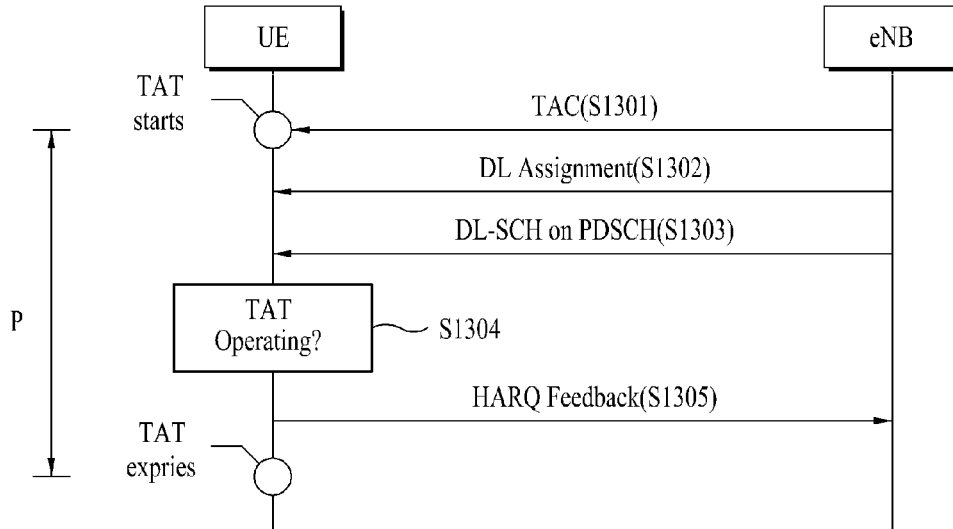 UE
eNB
TAT
starts
TAC(S1301)
DL Assignment(S1302)
DL-SCH on PDSCH(S1303)
P
TAT
Operating?
S1304
HARQ Feedback(S1305)
TAT
expries